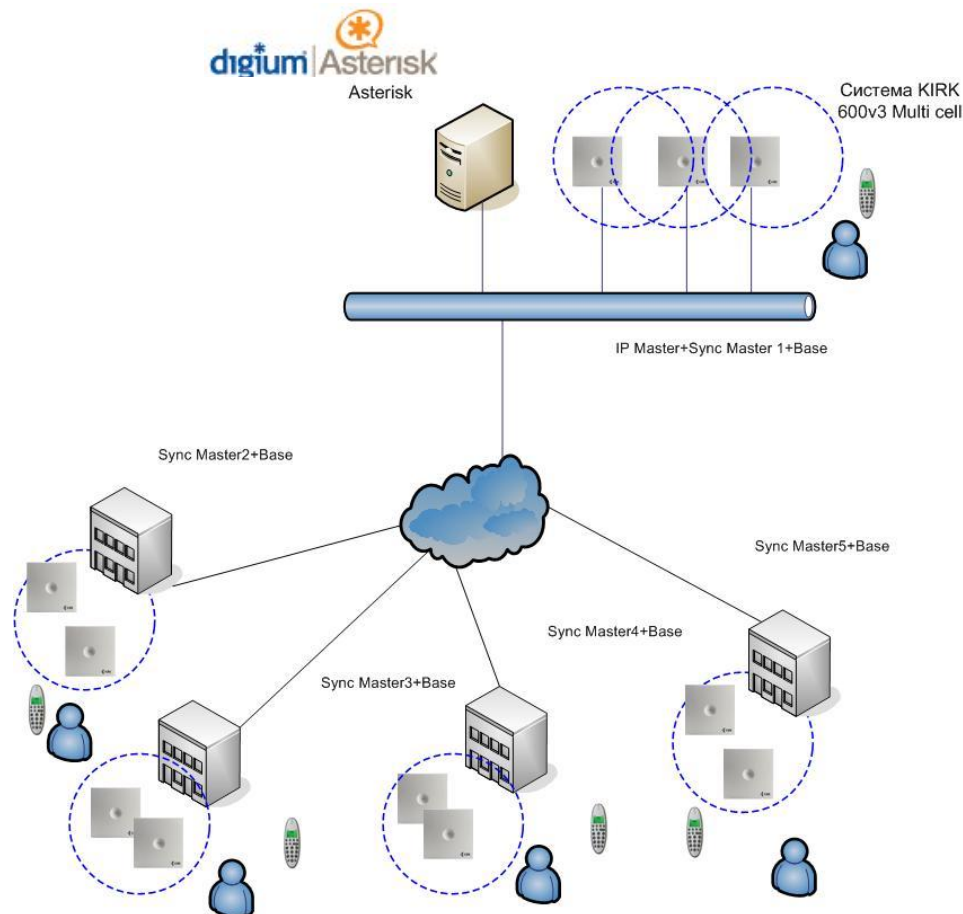 digium Asterisk
Asterisk
Система KIRK
600v3 Multi cell
IP Master+Sync Master 1+Base
Sync Master2+Base
Sync Master5+Base
Sync Master4+Base
Sync Master3+Base